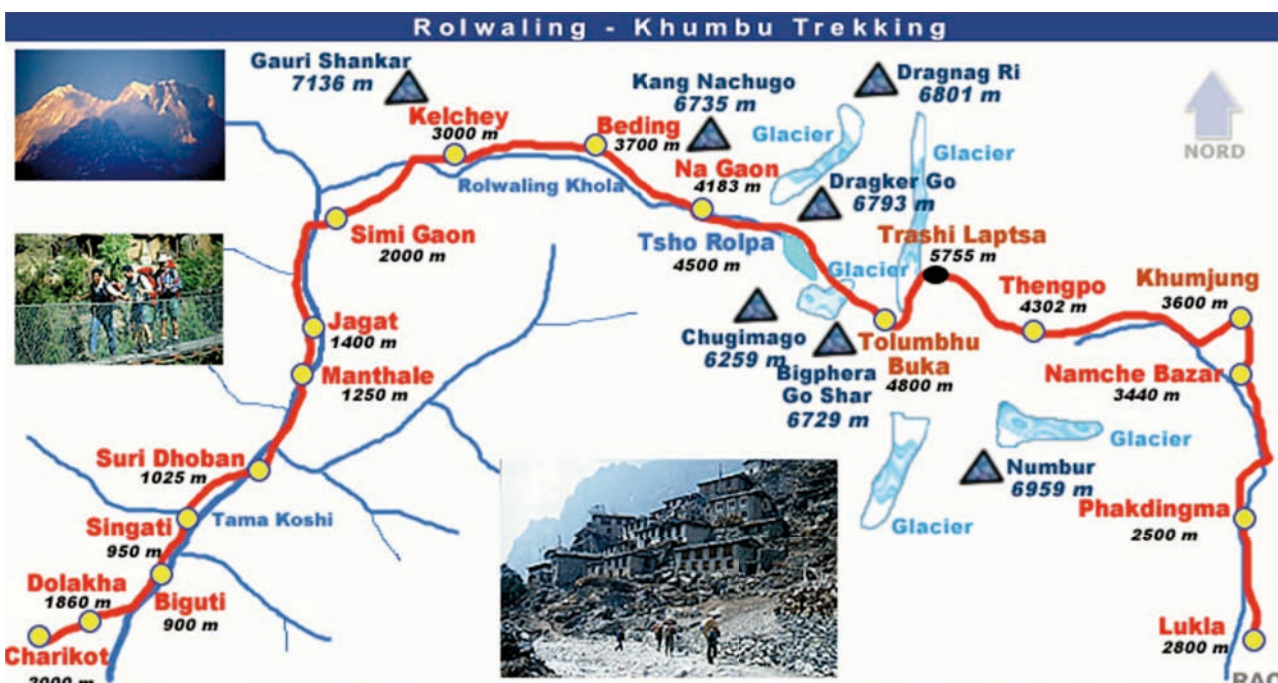 Rolwaling - Khumbu Trekking
Gauri Shankar
7136 m
Kang Nachugo
6735 m
Dragnag Ri
6801 m
NORD
Kelchey
3000 m
Beding
3700 m
Glacier
Glacier
Na Gaon
4183 m
Dragker Go
6793 m
Rolwaling Khola
Simi Gaon
2000 m
Tsho Rolpa
4500 m
Glacier
Trashi Laptsa
5755 m
Thengpo
4302 m
Khumjung
3600 m
Jagat
1400 m
Chugimago
6259 m
Tolumbhu
Buka
4800 m
Manthale
1250 m
Bigphera
Go Shar
6729 m
Namche Bazar
3440 m
Suri Dhoban
1025 m
Glacier
Numbur
6959 m
Glacier
Singati
950 m
Tama Koshi
Phakdingma
2500 m
Dolakha
1860 m
Biguti
900 m
Charikot
2000 m
Lukla
2800 m